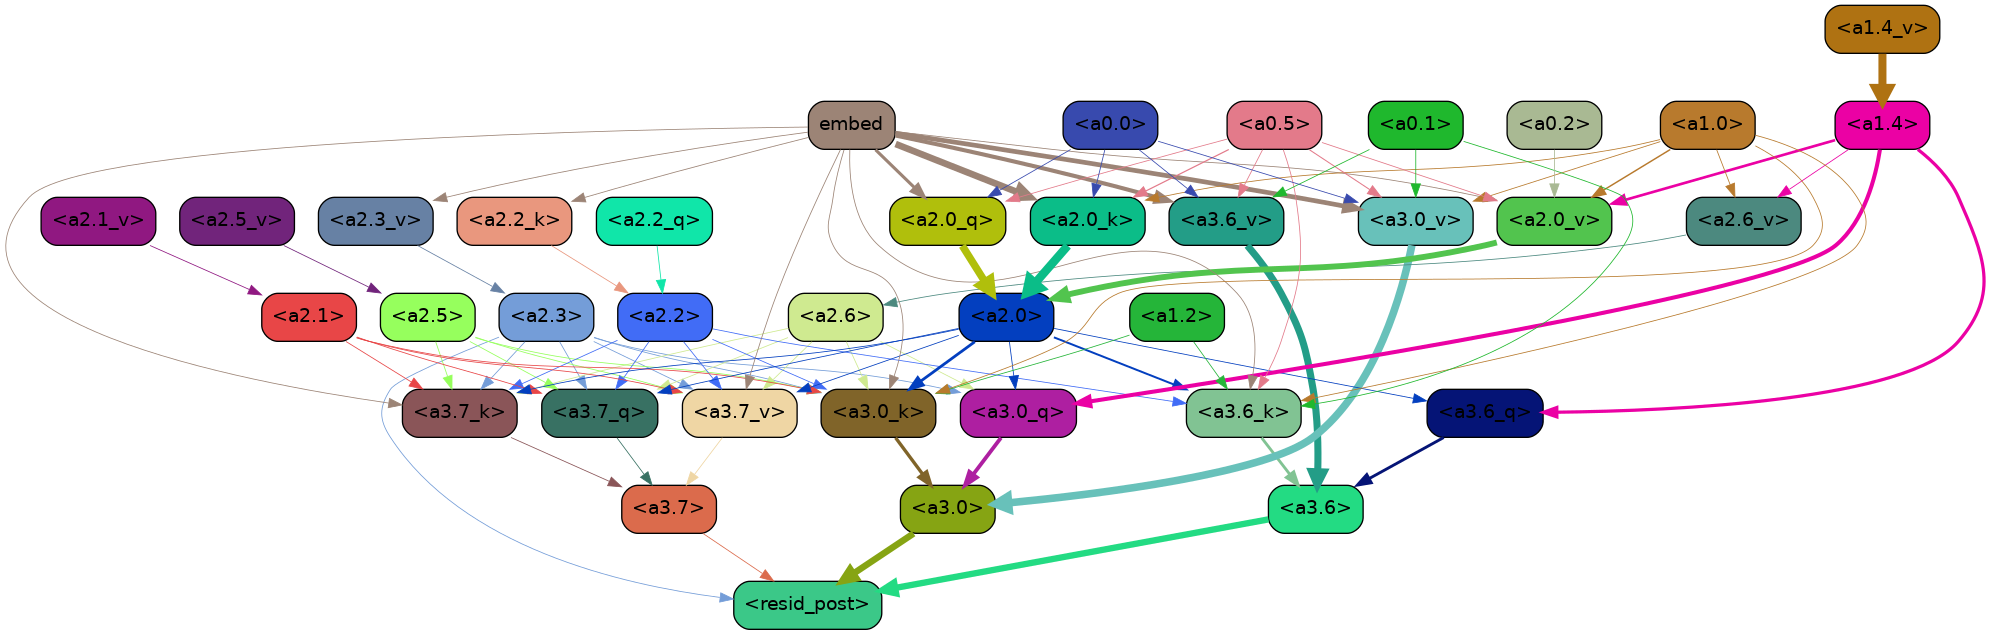 <a1.4_v>
embed
<a0.0>
<a0.5>
<a0.1>
<a0.2>
<a1.0>
<a1.4>
<a2.1_v>
<a2.5_v>
<a2.3_v>
<a2.2_k>
<a2.2_q>
<a2.0_q>
<a2.0_k>
<a3.6_v>
<a3.0_v>
<a2.0_v>
<a2.6_v>
<a2.1>
<a2.5>
<a2.3>
<a2.2>
<a2.6>
<a2.0>
<a1.2>
<a3.7_k>
<a3.7_q>
<a3.7_v>
<a3.0_k>
<a3.0_q>
<a3.6_k>
<a3.6_q>
<a3.7>
<a3.0>
<a3.6>
<resid_post>